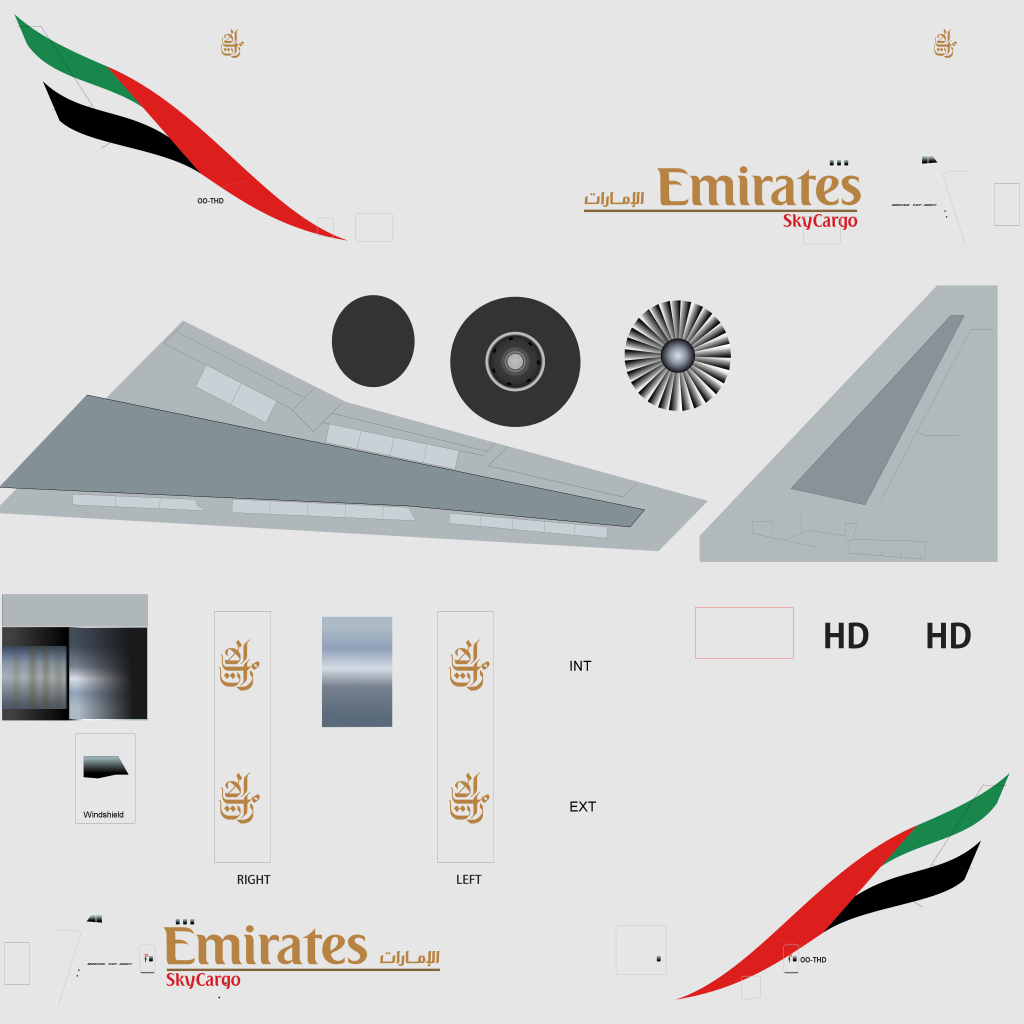 OO-THD
الإمارات Emirates
SkyCargo
INT
HD HD
Windshield
EXT
RIGHT LEFT
Emirates الإمارات
SkyCargo
OO-THD